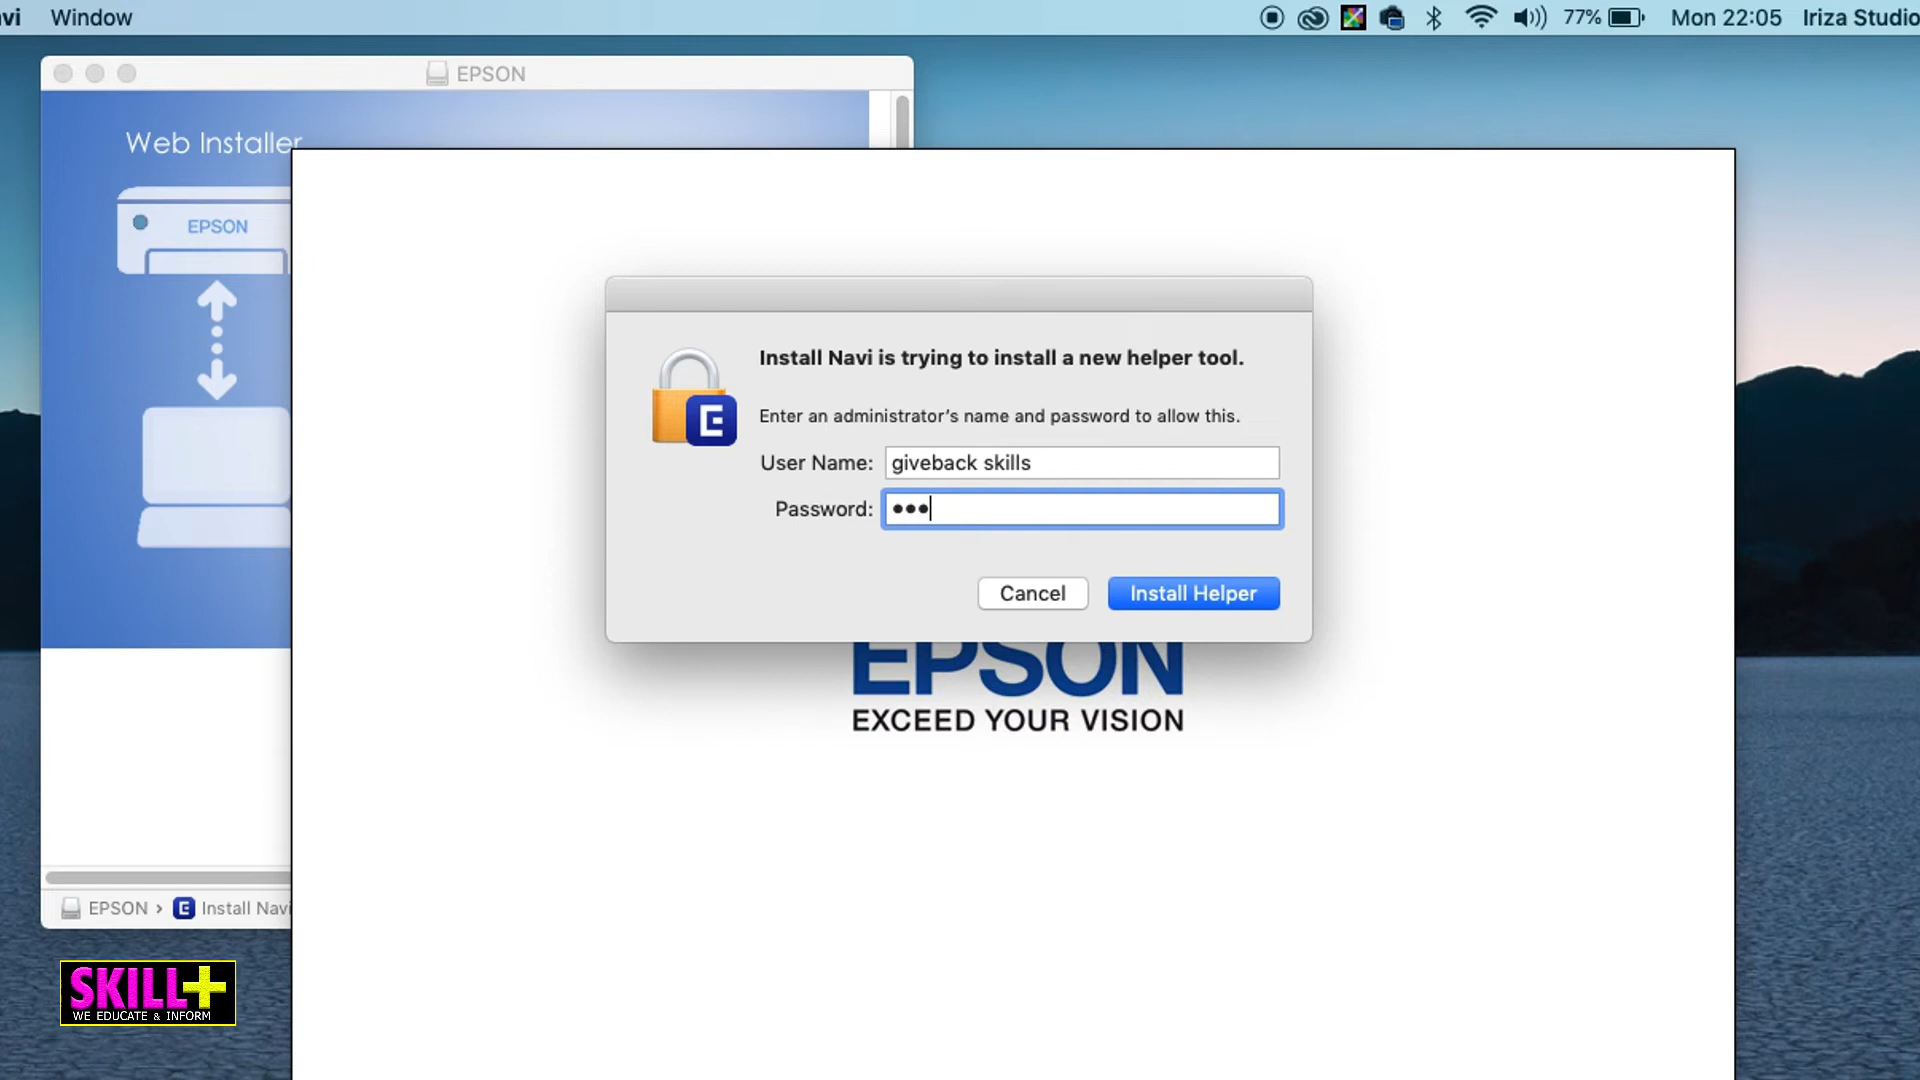 vi Window 77% Mon 22:05 Iriza Studio
EPSON
Web Installer
EPSON
Install Navi is trying to install a new helper tool.
Enter an administrator's name and password to allow this.
User Name: giveback skills
Password: •••
Cancel Install Helper
EPSON
EXCEED YOUR VISION
EPSON › Install Navi
SKILL+
WE EDUCATE & INFORM